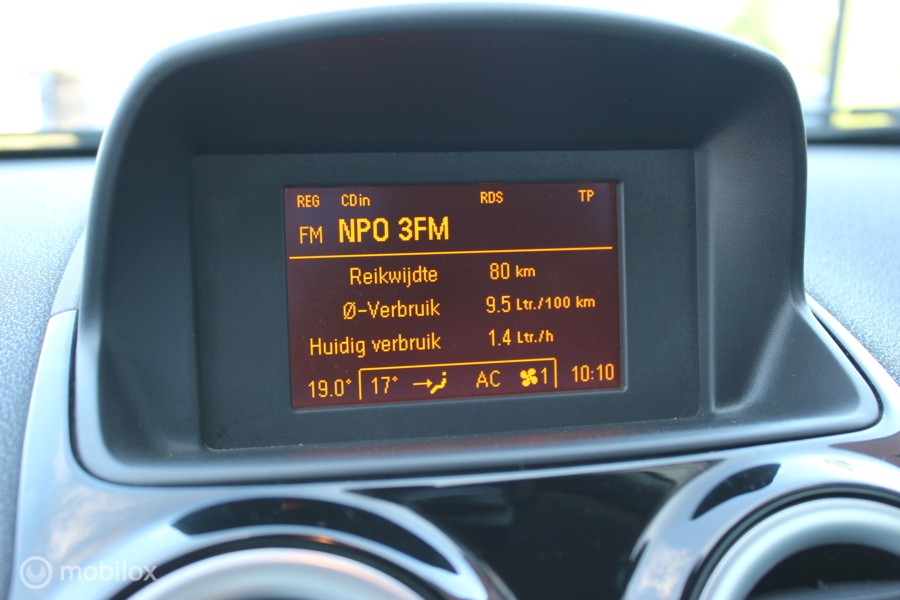 REG CDin RDS TP
FM NPO 3FM
Reikwijdte 80 km
Ø-Verbruik 9.5 Ltr./100 km
Huidig verbruik 1.4 Ltr./h
19.0° 17° AC 1 10:10
mobilox